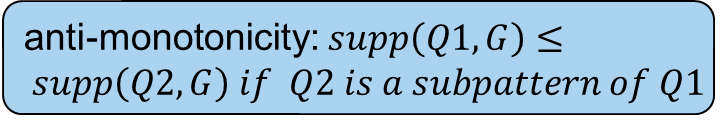 anti-monotonicity: supp(Q1, G) ≤
supp(Q2, G) if Q2 is a subpattern of Q1